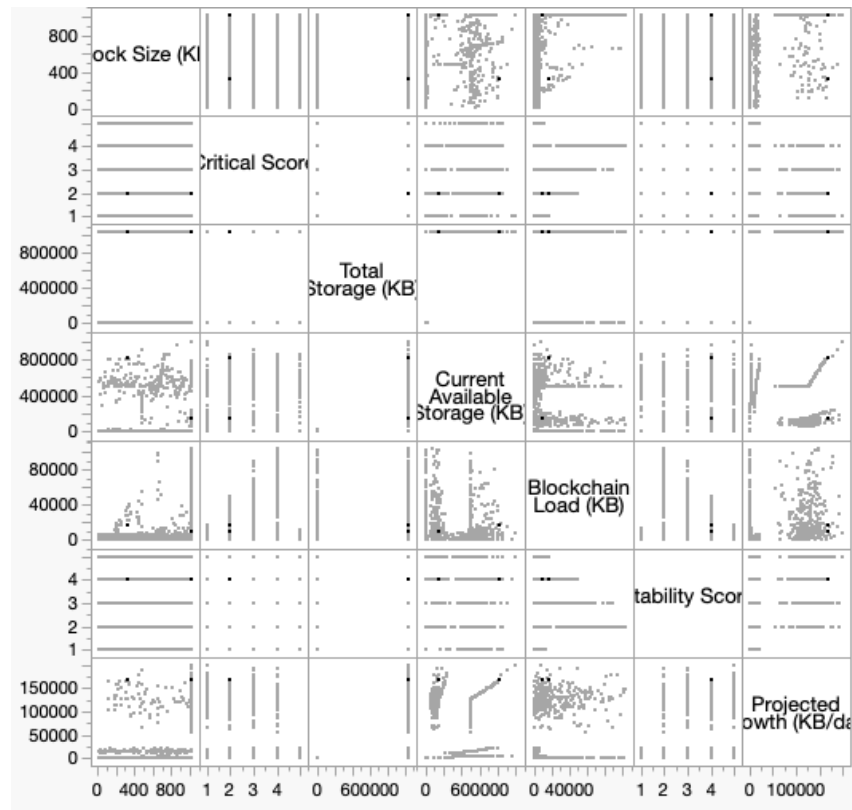 800
400
0
ock Size (KI
4
3
2
1
Critical Score
800000
400000
0
Total
Storage (KB)
800000
400000
0
Current
Available
Storage (KB)
80000
40000
0
Blockchain
Load (KB)
4
3
2
1
tability Scor
150000
100000
50000
0
Projected
owth (KB/da
0 400 800 1 2 3 4 0 6000000 0 6000000 0 40000 1 2 3 4 0 100000